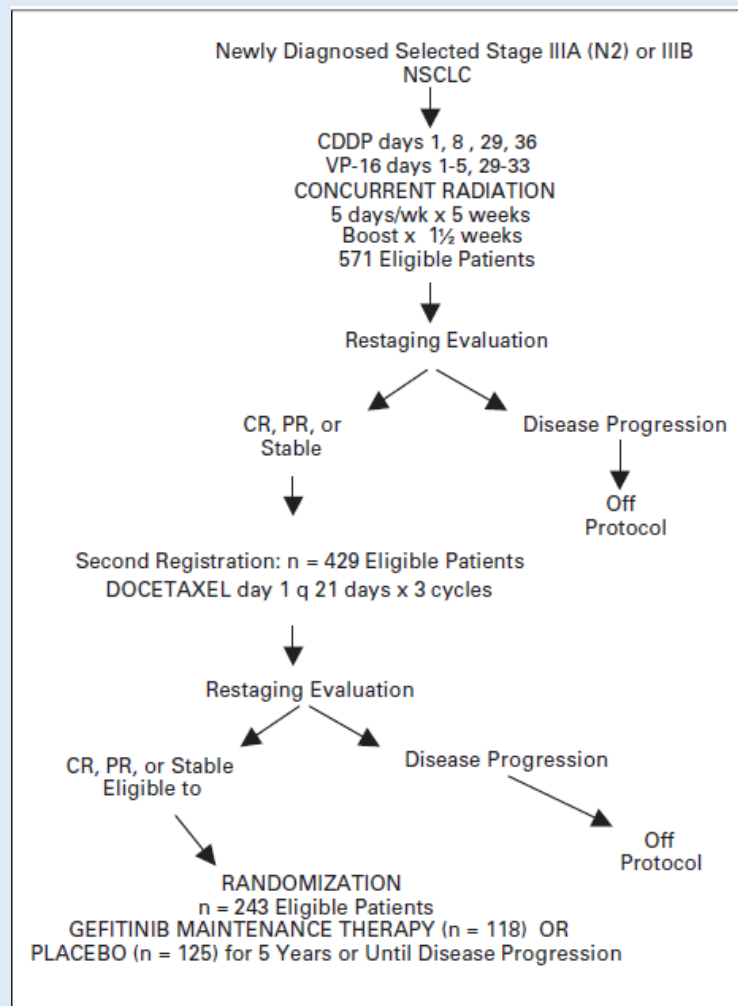 Newly Diagnosed Selected Stage IIIA (N2) or IIIB
NSCLC
CDDP days 1, 8 , 29, 36
VP-16 days 1-5, 29-33
CONCURRENT RADIATION
5 days/wk x 5 weeks
Boost x 1½ weeks
571 Eligible Patients
Restaging Evaluation
CR, PR, or
Stable
Disease Progression
Off
Protocol
Second Registration: n = 429 Eligible Patients
DOCETAXEL day 1 q 21 days x 3 cycles
Restaging Evaluation
CR, PR, or Stable
Eligible to
Disease Progression
Off
Protocol
RANDOMIZATION
n = 243 Eligible Patients
GEFITINIB MAINTENANCE THERAPY (n = 118) OR
PLACEBO (n = 125) for 5 Years or Until Disease Progression